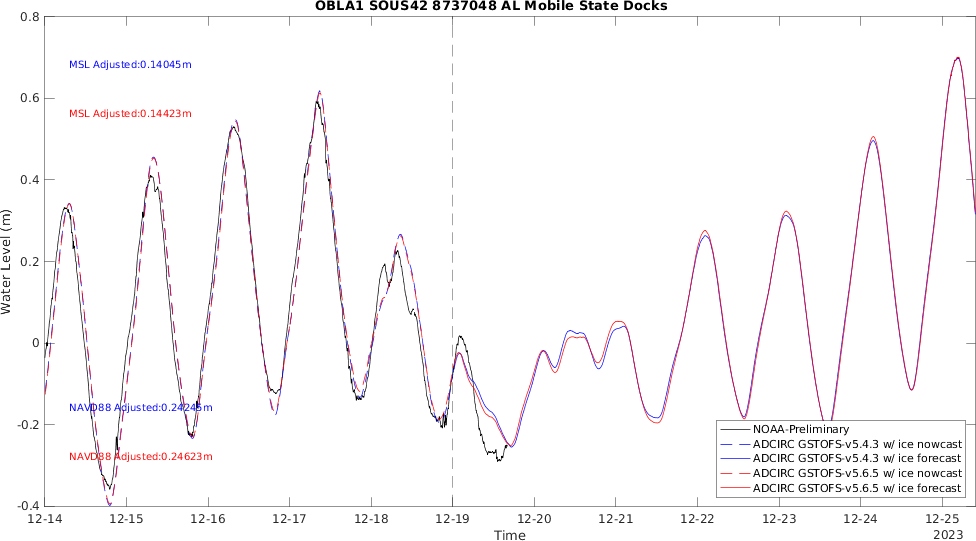 OBLA1 SOUS42 8737048 AL Mobile State Docks
0.8
0.6
0.4
0.2
0
-0.2
-0.4
Water Level (m)
MSL Adjusted:0.14045m
MSL Adjusted:0.14423m
NAVD88 Adjusted:0.24245m
NAVD88 Adjusted:0.24623m
NOAA-Preliminary
ADCIRC GSTOFS-v5.4.3 w/ ice nowcast
ADCIRC GSTOFS-v5.4.3 w/ ice forecast
ADCIRC GSTOFS-v5.6.5 w/ ice nowcast
ADCIRC GSTOFS-v5.6.5 w/ ice forecast
12-14 12-15 12-16 12-17 12-18 12-19 12-20 12-21 12-22 12-23 12-24 12-25
Time
2023